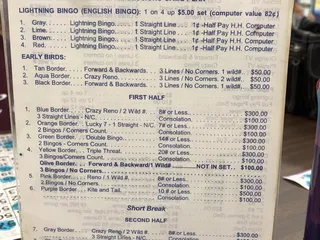 LIGHTNING BINGO (ENGLISH BINGO): 1 on 4 up $5.00 set (computer value 82¢)
1. Gray. Lightning Bingo..... 1 Straight Line.... 1¢ -Half Pay H.H. Computer
2. Lime. Lightning Bingo..... 1 Straight Line.... 1¢ -Half Pay H.H. Computer
3. Brown. Lightning Bingo..... 1 Straight Line.... 1¢ -Half Pay H.H. Computer
4. Red. Lightning Bingo..... 1 Straight Line.... 1¢ -Half Pay H.H. Computer
EARLY BIRDS:
1. Tan Border.... Forward & Backwards. 3 Lines / No Corners. 1 wild#. $50.00
2. Aqua Border... Crazy Reno. 3 Lines / No Corners. 2 wild#. $50.00
3. Black Border.... Forward & Backwards. 3 Lines / No Corners. 1 wild#.. $50.00
FIRST HALF
1. Blue Border.... Crazy Reno / 2 Wild #. 8# or Less. $300.00
3 Straight Lines - N/C. Consolation. $100.00
2. Orange Border.. Lucky 7 - 1 Straight - N/C. 7# or Less. $300.00
2 Bingos / Corners Count. Consolation. $100.00
3. Green Border.. Double Bingo. 14# or Less. $300.00
2 Bingos / Corners Count. Consolation. $100.00
4. Yellow Border.. Triple Threat. 20# or Less. $300.00
3 Bingos/Corners Count. Consolation. $100.00
Olive Border.... Forward & Backward/1 Wild# NOT IN SET. $100.00
3 Bingos / No Corners.
5. Pink Border.... Reno / 1 Wild #. 8# or Less. $300.00
3 Bingos / No Corners. Consolation. $100.00
6. Purple Border... Kite and Tail. 10 # or Less. $500.00
Consolation. $100.00
Short Break
SECOND HALF
7. Gray Border.... Crazy Reno/ 2 Wild #. 8# or Less. $300.00
3 Straight Lines - N/C. Consolation. $100.00